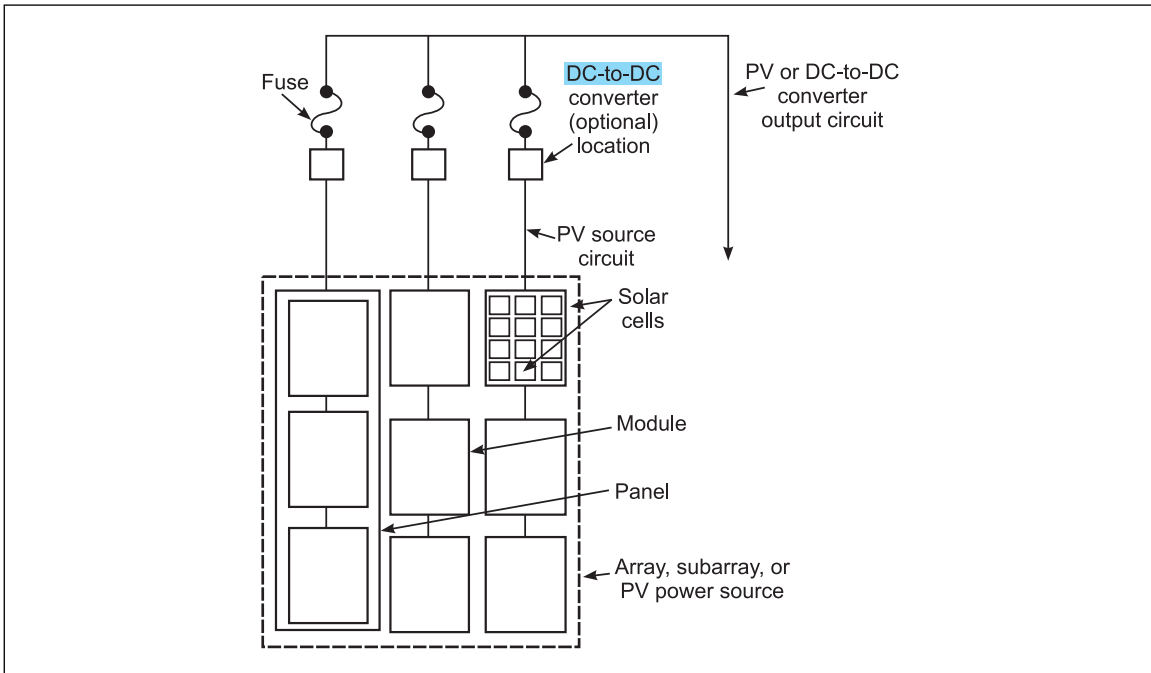 Fuse
DC-to-DC
converter
(optional)
location
PV or DC-to-DC
converter
output circuit
PV source
circuit
Solar
cells
Module
Panel
Array, subarray, or
PV power source